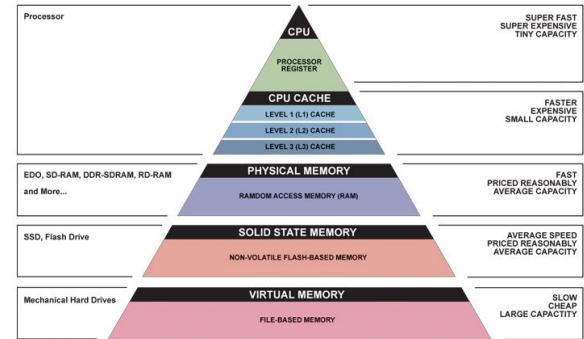 Processor
CPU
SUPER FAST
SUPER EXPENSIVE
TINY CAPACITY
PROCESSOR
REGISTER
CPU CACHE
LEVEL 1 (L1) CACHE
LEVEL 2 (L2) CACHE
LEVEL 3 (L3) CACHE
FASTER
EXPENSIVE
SMALL CAPACITY
EDO, SD-RAM, DDR-SDRAM, RD-RAM
and More...
PHYSICAL MEMORY
RAMDOM ACCESS MEMORY (RAM)
FAST
PRICED REASONABLY
AVERAGE CAPACITY
SSD, Flash Drive
SOLID STATE MEMORY
NON-VOLATILE FLASH-BASED MEMORY
AVERAGE SPEED
PRICED REASONABLY
AVERAGE CAPACITY
Mechanical Hard Drives
VIRTUAL MEMORY
FILE-BASED MEMORY
SLOW
CHEAP
LARGE CAPACTITY